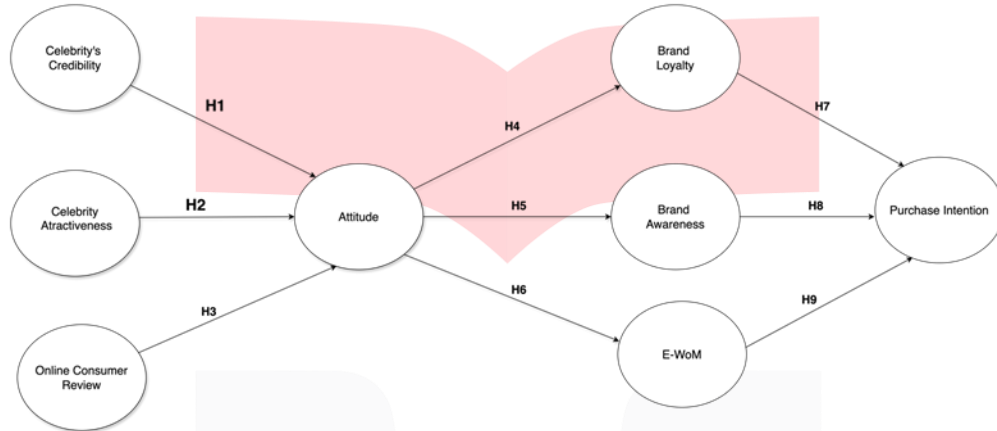 Celebrity's
Credibility
H1
Brand
Loyalty
H7
H4
Celebrity
Atractiveness
H2
Attitude
H5
Brand
Awareness
H8
Purchase Intention
H6
H3
H9
Online Consumer
Review
E-WoM